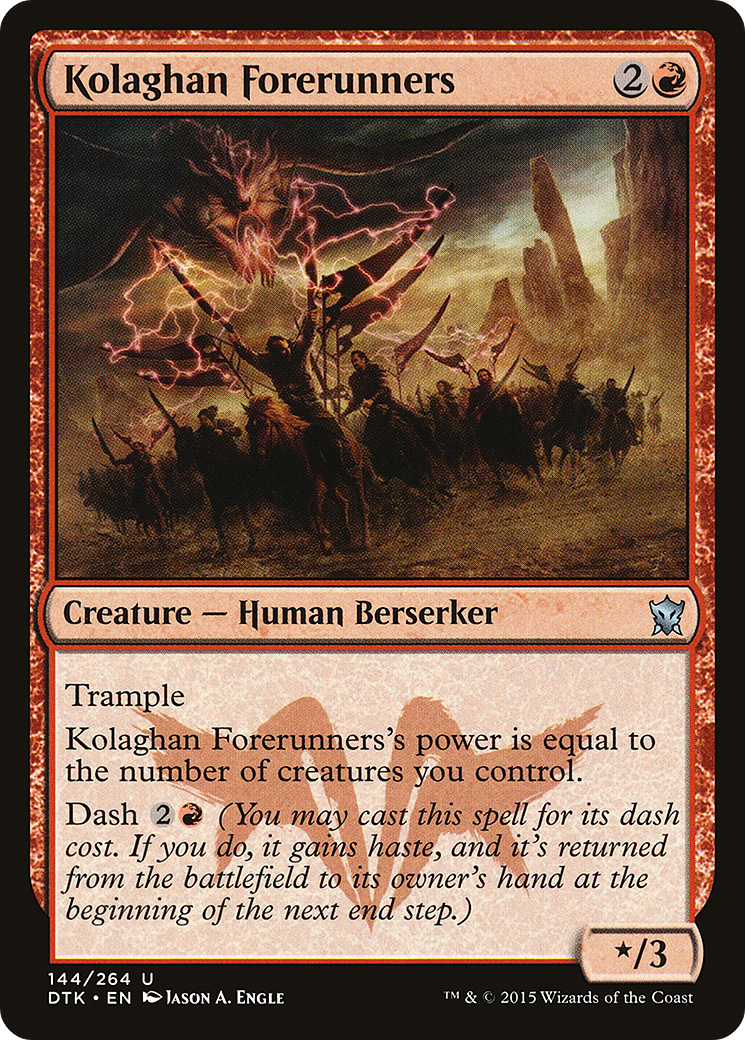 Kolaghan Forerunners 2
Creature — Human Berserker
Trample
Kolaghan Forerunners's power is equal to
the number of creatures you control.
Dash 2 (You may cast this spell for its dash
cost. If you do, it gains haste, and it's returned
from the battlefield to its owner's hand at the
beginning of the next end step.)
★/3
144/264 U
DTK • EN Jason A. Engle
™ & © 2015 Wizards of the Coast